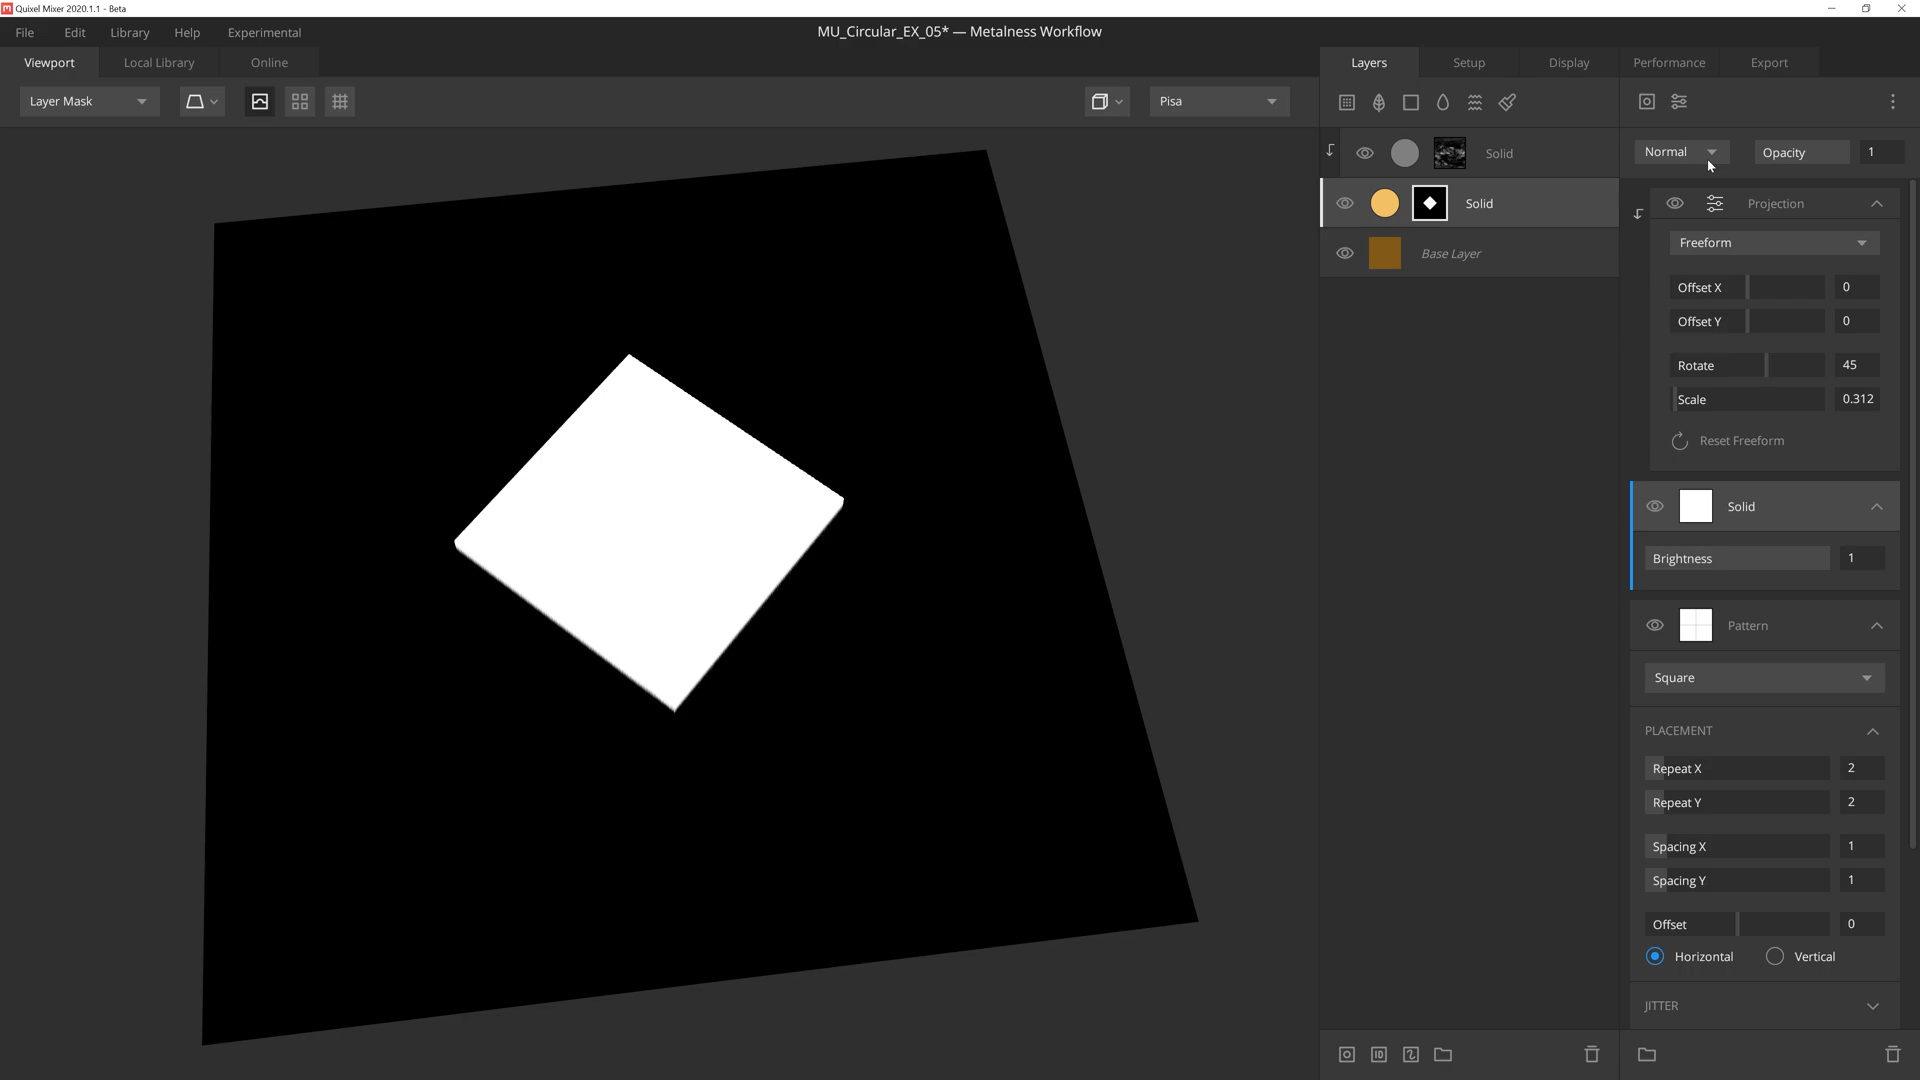 Quixel Mixer 2020.1.1 - Beta
File Edit Library Help Experimental
MU_Circular_EX_05* — Metalness Workflow
Viewport Local Library Online
Layers Setup Display Performance Export
Layer Mask
Pisa
Solid
Solid
Base Layer
Normal Opacity 1
Projection
Freeform
Offset X 0
Offset Y 0
Rotate 45
Scale 0.312
Reset Freeform
Solid
Brightness 1
Pattern
Square
PLACEMENT
Repeat X 2
Repeat Y 2
Spacing X 1
Spacing Y 1
Offset 0
Horizontal Vertical
JITTER